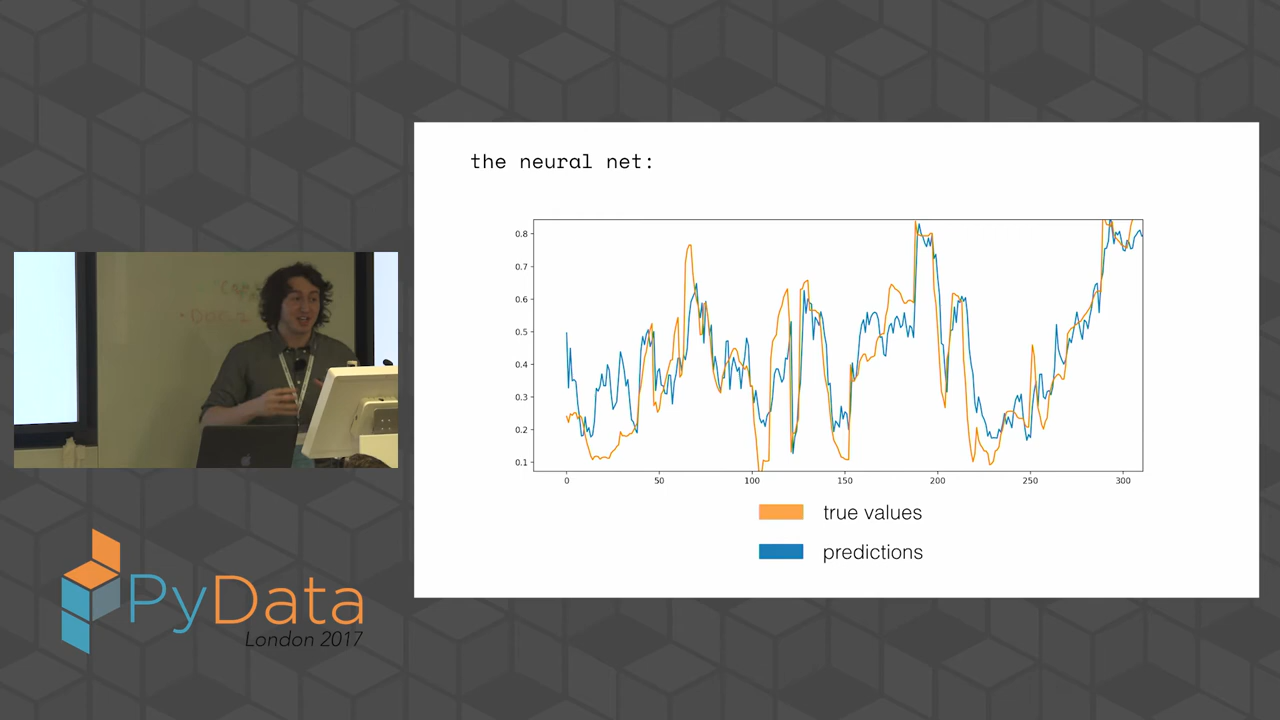 the neural net:
0.8
0.7
0.6
0.5
0.4
0.3
0.2
0.1
0 50 100 150 200 250 300
true values
predictions
PyData
London 2017